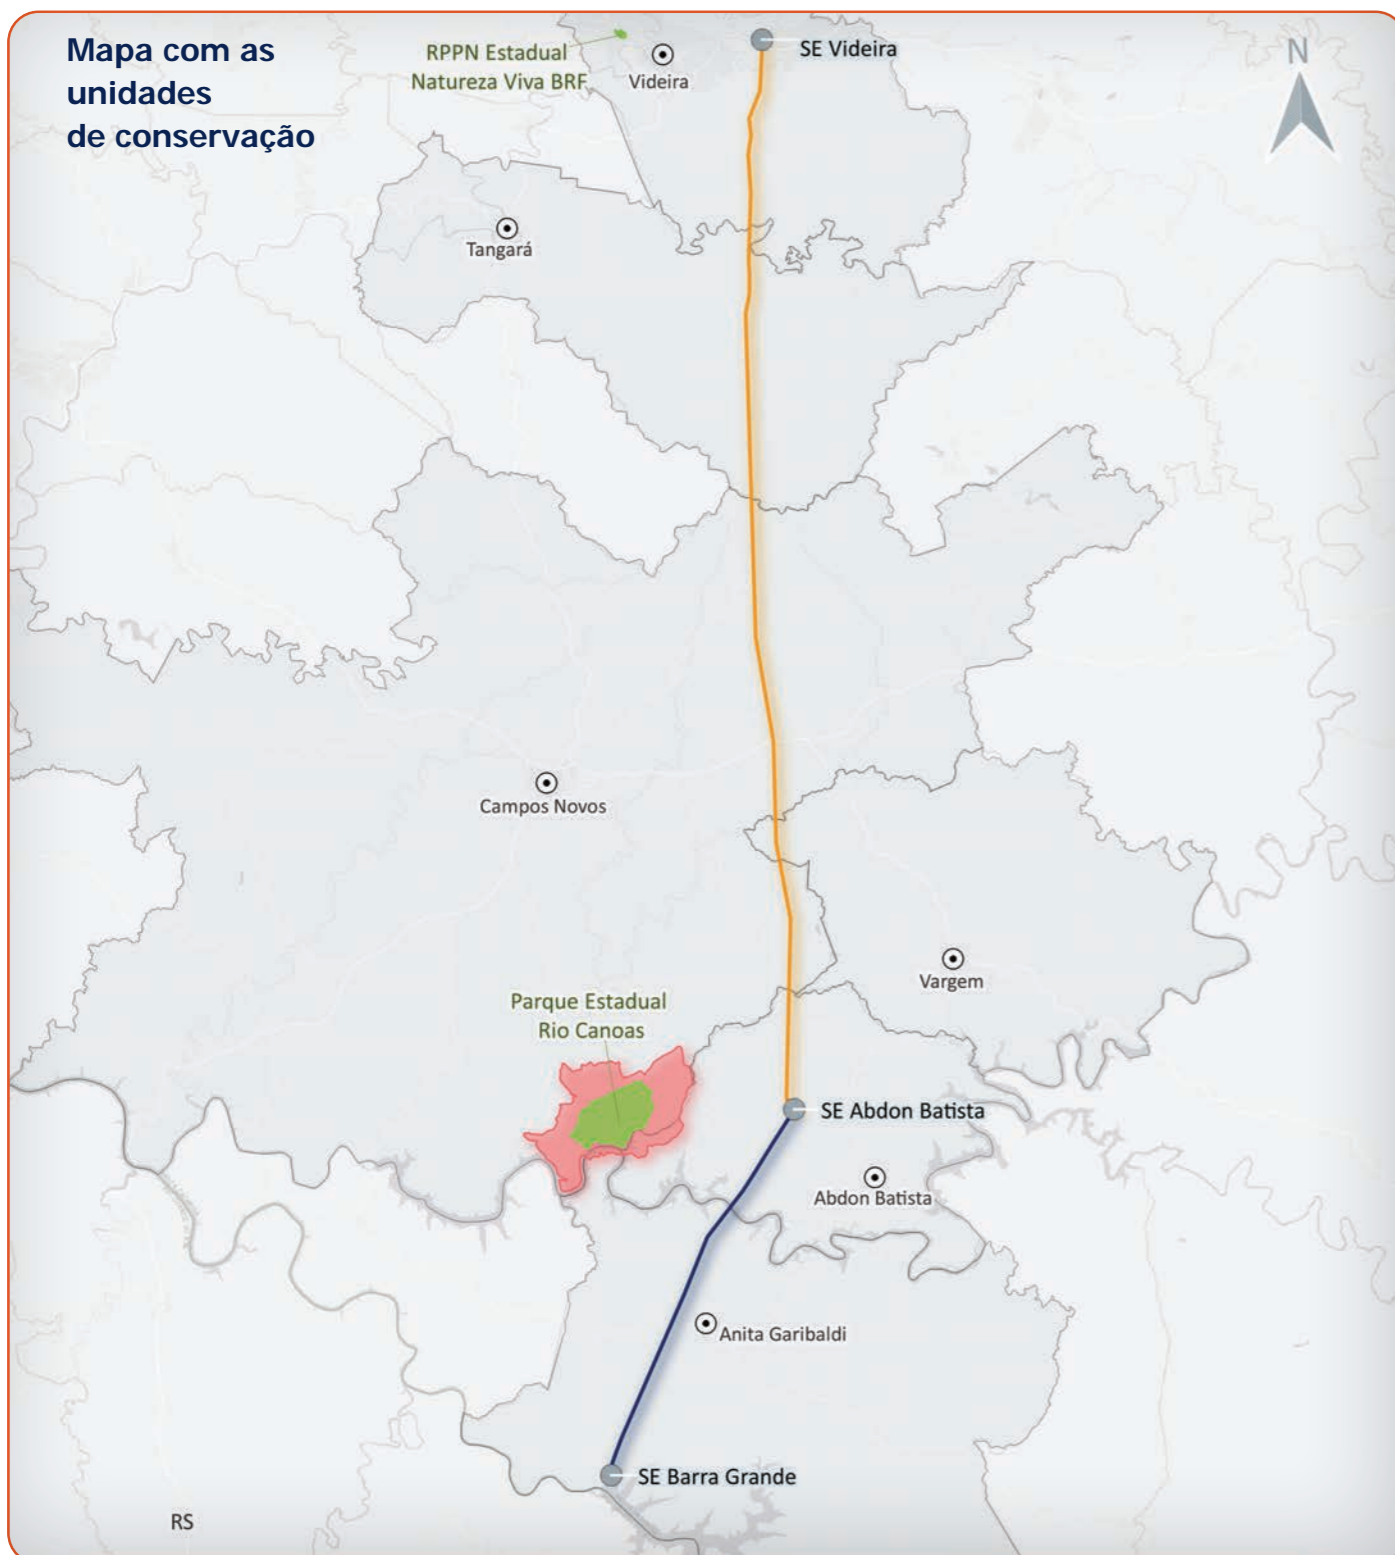 Mapa com as
unidades
de conservação
RPPN Estadual
Natureza Viva BRF
Videira
SE Videira
N
Tangará
Campos Novos
Vargem
Parque Estadual
Rio Canoas
SE Abdon Batista
Abdon Batista
Anita Garibaldi
SE Barra Grande
RS